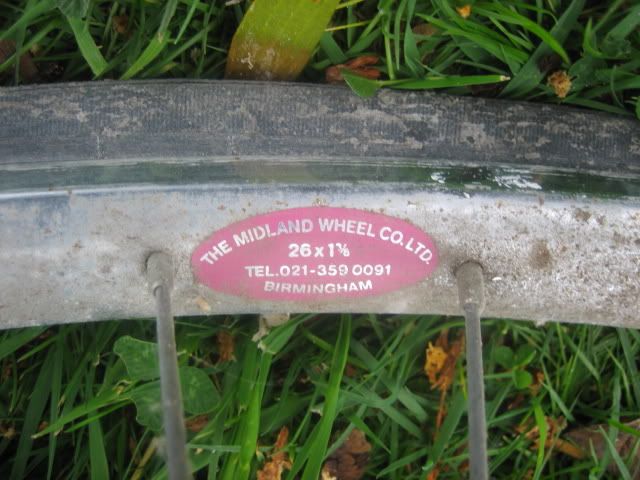 THE MIDLAND WHEEL CO. LTD.
26 x 1⅜
TEL. 021-359 0091
BIRMINGHAM